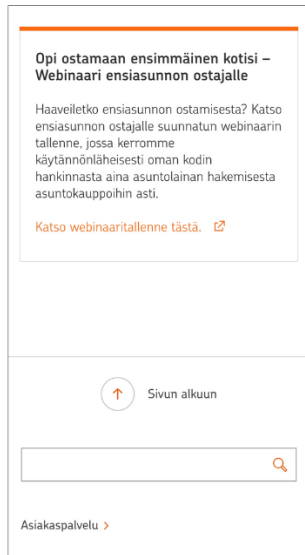 Opi ostamaan ensimmäinen kotisi –
Webinaari ensiasunnon ostajalle
Haaveiletko ensiasunnon ostamisesta? Katso
ensiasunnon ostajalle suunnatun webinaarin
tallenne, jossa kerromme
käytännönläheisesti oman kodin
hankinnasta aina asuntolainan hakemisesta
asuntokauppoihin asti.
Katso webinaaritallenne tästä.
Sivun alkuun
Asiakaspalvelu